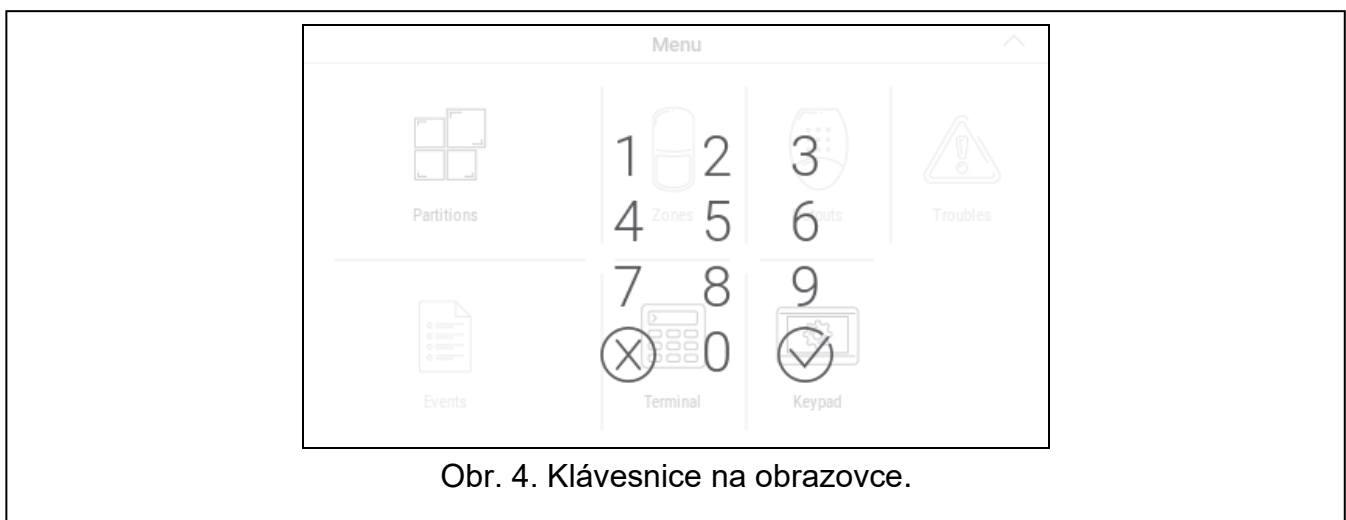 Menu
1 2 3
Partitions
4 Zones 5 6
Troubles
7 8 9
0
Events
Terminal
Keypad
Obr. 4. Klávesnice na obrazovce.